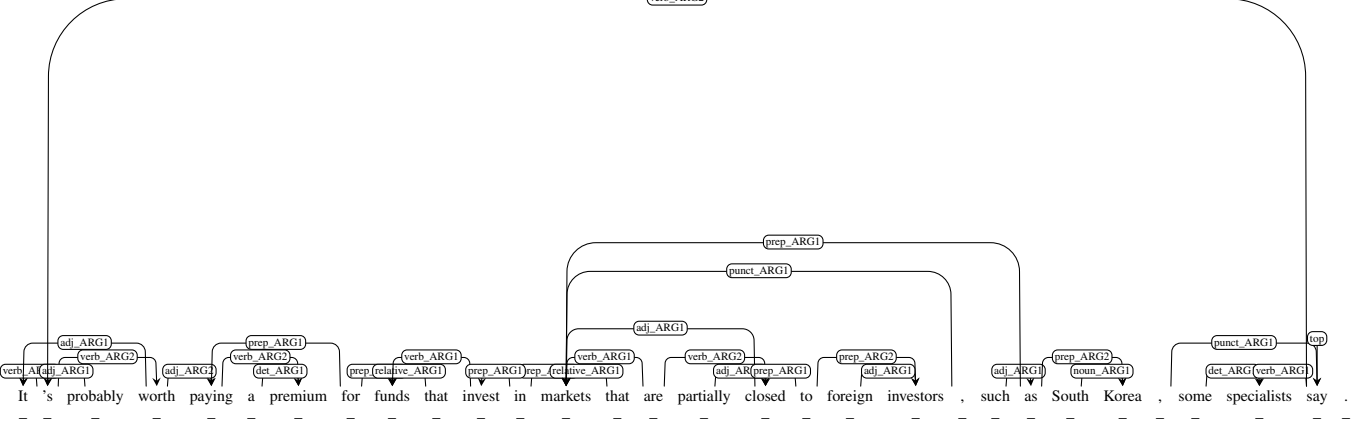 adj_ARG1
prep_ARG1
punct_ARG1
adj_ARG1
adj_ARG1 prep_ARG1 punct_ARG1 top
verb_ARG2 verb_ARG2 verb_ARG1 verb_ARG1 verb_ARG2 prep_ARG2 prep_ARG2
adj_ARG1 adj_ARG2 det_ARG1 relative_ARG1 prep_ARG1 relative_ARG1 prep_ARG1 adj_ARG1 adj_ARG1 noun_ARG1 verb_ARG1
It 's probably worth paying a premium for funds that invest in markets that are partially closed to foreign investors , such as South Korea , some specialists say .
_ _ _ _ _ _ _ _ _ _ _ _ _ _ _ _ _ _ _ _ _ _ _ _ _ _ _ _ _ _